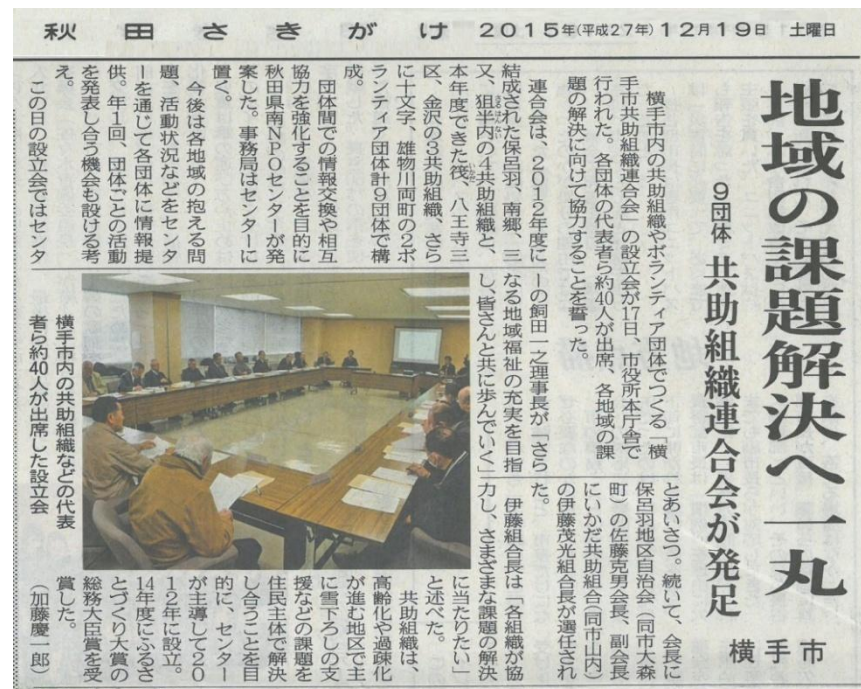 秋田さきがけ 2015年(平成27年)12月19日 土曜日
地域の課題解決へ一丸
9団体 共助組織連合会が発足
横手市
横手市内の共助組織やボランティア団体でつくる「横
手市共助組織連合会」の設立会が17日、市役所本庁舎で
行われた。各団体の代表者ら約40人が出席、各地域の課
題の解決に向けて協力することを誓った。
連合会は、2012年度に
結成された保呂羽、南郷、三
又、狙半内の4共助組織と、
本年度できた筏、八王寺三
区、金沢の3共助組織、さら
に十文字、雄物川両町の2ボ
ランティア団体計9団体で構
成。
団体間での情報交換や相互
協力を強化することを目的に
秋田県南NPOセンターが発
案した。事務局はセンターに
置く。
今後は各地域の抱える問
題、活動状況などをセンタ
ーを通じて各団体に情報提
供。年1回、団体ごとの活動
を発表し合う機会も設ける考
え。
この日の設立会ではセンタ
ーの飼田一之理事長が「さら
なる地域福祉の充実を目指
し、皆さんと共に歩んでいく」
とあいさつ。続いて、会長に
保呂羽地区自治会(同市大森
町)の佐藤克男会長、副会長
にいかだ共助組合(同市山内)
の伊藤茂光組合長が選任され
た。
伊藤組合長は「各組織が協
力し、さまざまな課題の解決
に当たりたい」
と述べた。
共助組織は、
高齢化や過疎化
が進む地区で主
に雪下ろしの支
援などの課題を
住民主体で解決
し合うことを目
的に、センター
が主導して20
12年に設立。
14年度にふるさ
とづくり大賞の
総務大臣賞を受
賞した。
(加藤慶一郎)
横手市内の共助組織などの代表
者ら約40人が出席した設立会